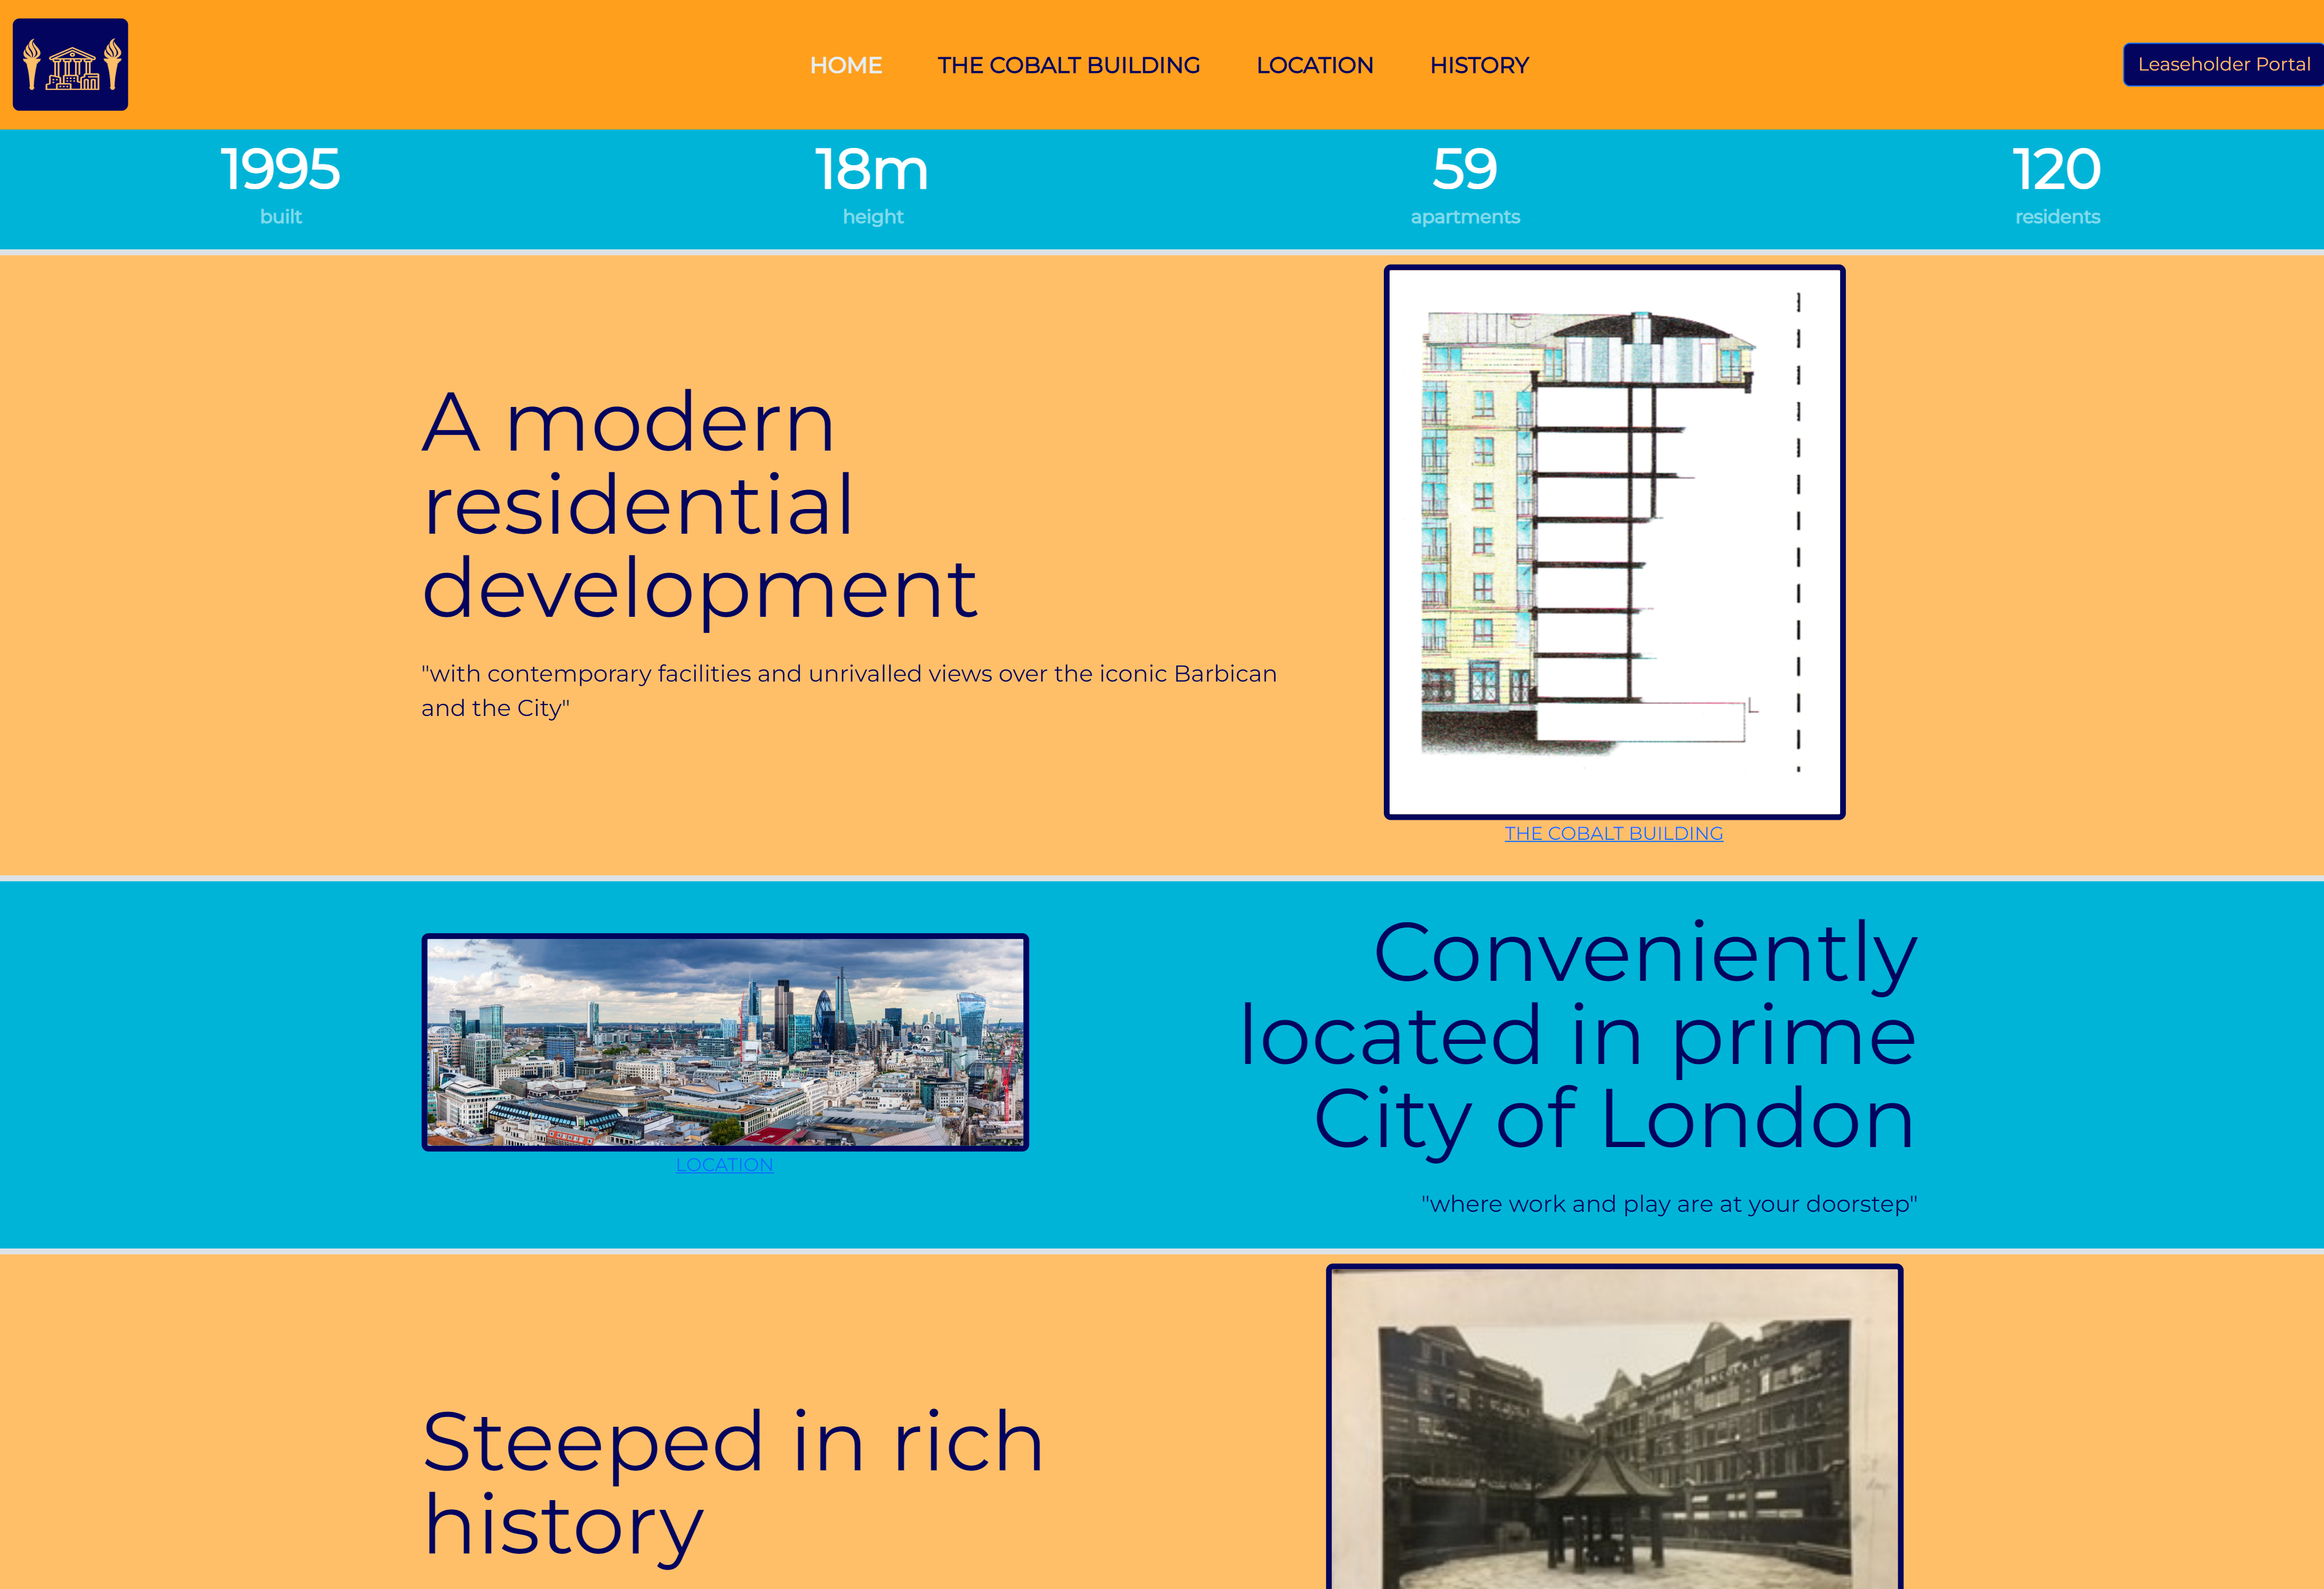 HOME THE COBALT BUILDING LOCATION HISTORY Leaseholder Portal
1995 18m 59 120
built height apartments residents
A modern
residential
development
"with contemporary facilities and unrivalled views over the iconic Barbican
and the City"
THE COBALT BUILDING
Conveniently
located in prime
City of London
LOCATION
"where work and play are at your doorstep"
Steeped in rich
history